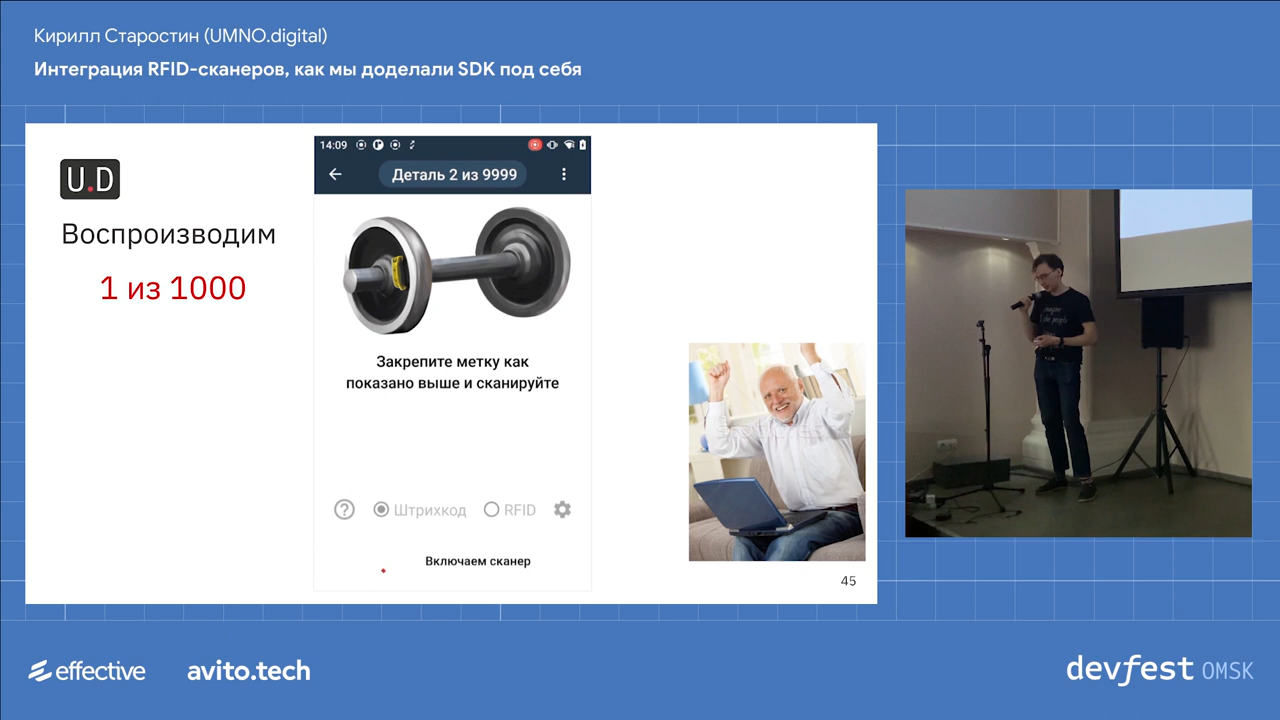 Кирилл Старостин (UMNO.digital)
Интеграция RFID-сканеров, как мы доделали SDK под себя
U.D
Воспроизводим
1 из 1000
14:09
Деталь 2 из 9999
Закрепите метку как
показано выше и сканируйте
Штрихкод
RFID
Включаем сканер
45
effective
avito.tech
devfest OMSK